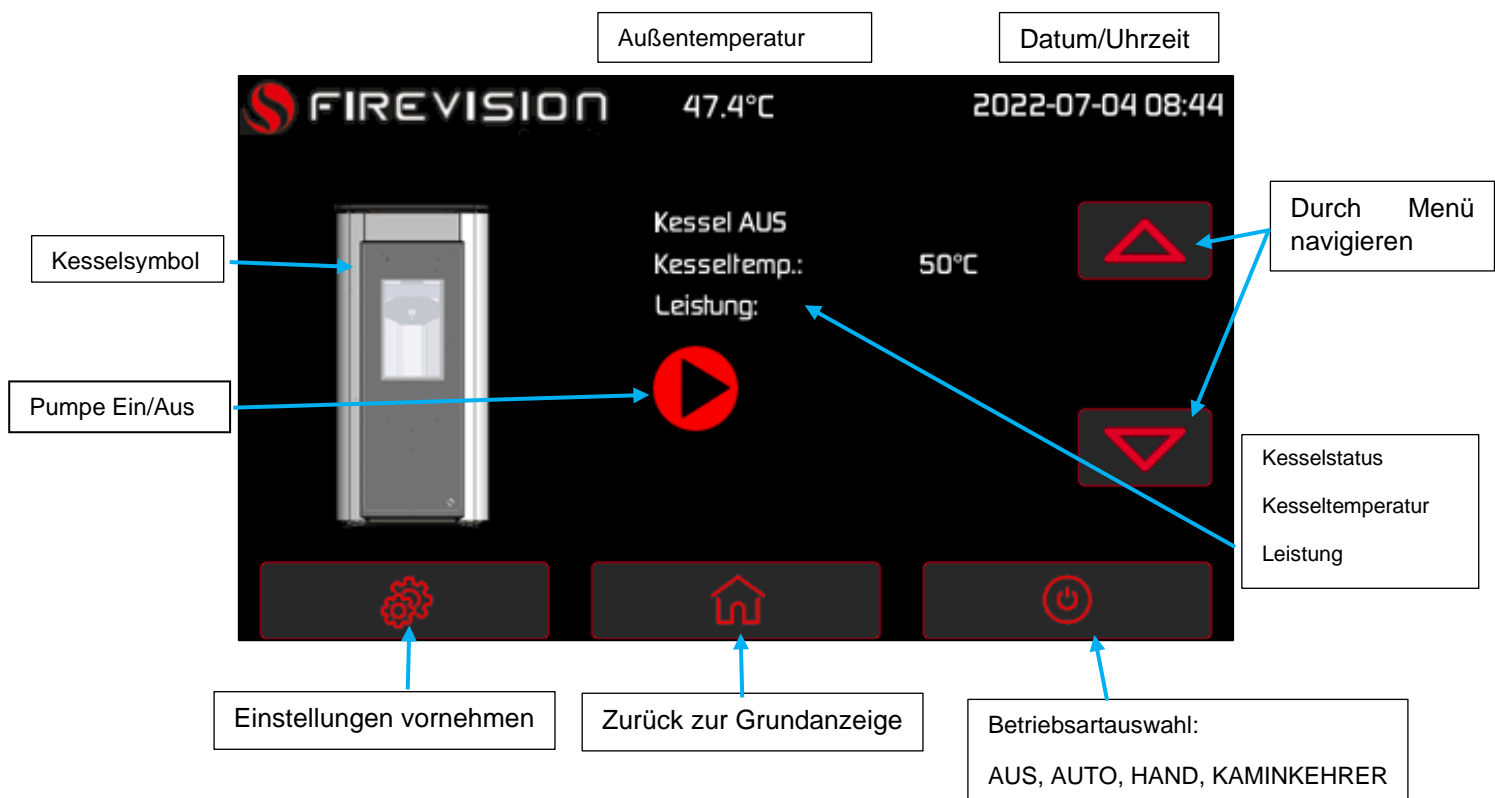 Außentemperatur
Datum/Uhrzeit
FIREVISION
47.4°C
2022-07-04 08:44
Kesselsymbol
Kessel AUS
Kesseltemp.: 50°C
Leistung:
Durch Menü
navigieren
Pumpe Ein/Aus
Kesselstatus
Kesseltemperatur
Leistung
Einstellungen vornehmen
Zurück zur Grundanzeige
Betriebsartauswahl:
AUS, AUTO, HAND, KAMINKEHRER